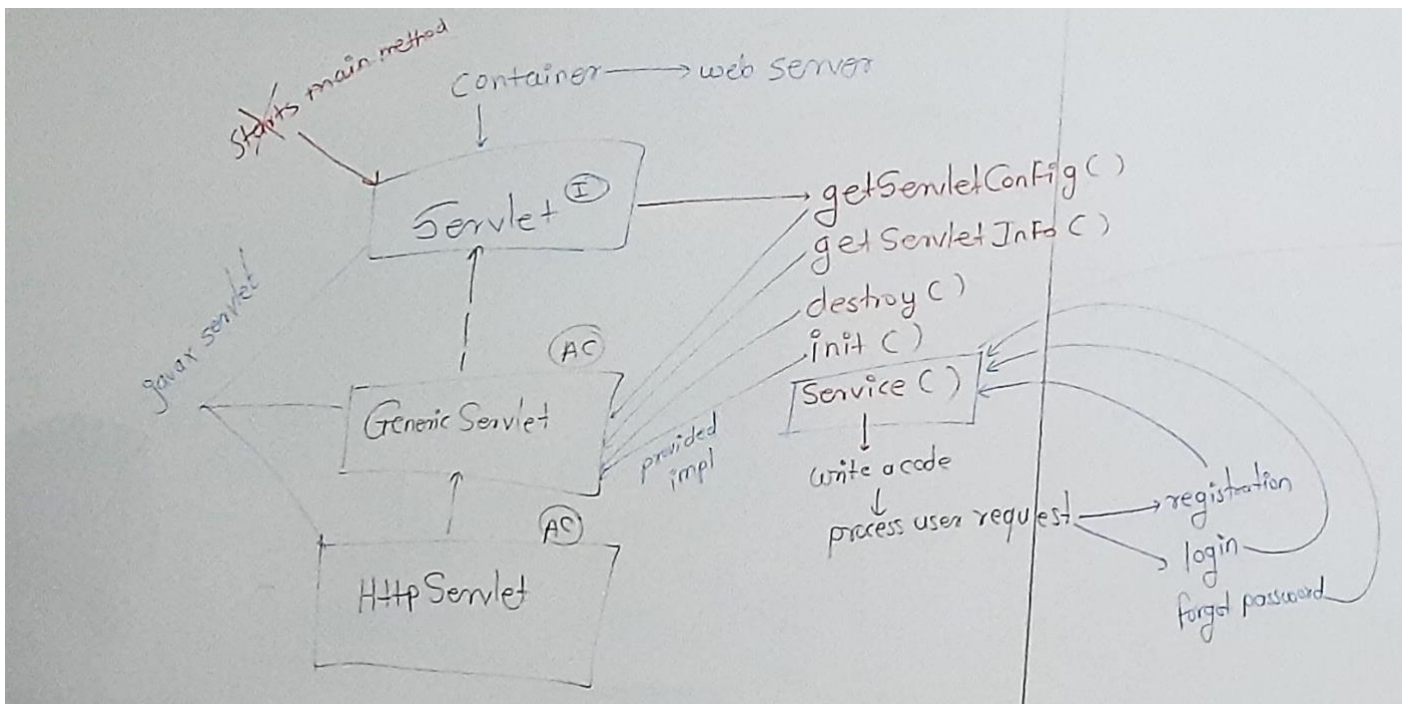 Starts main method
Container → web server
Servlet I
getServletConfig()
getServletInfo()
destroy()
init()
Service()
write a code
process user request
registration
login
forgot password
javax servlet
AC
Generic Servlet
provided
impl
AC
HttpServlet